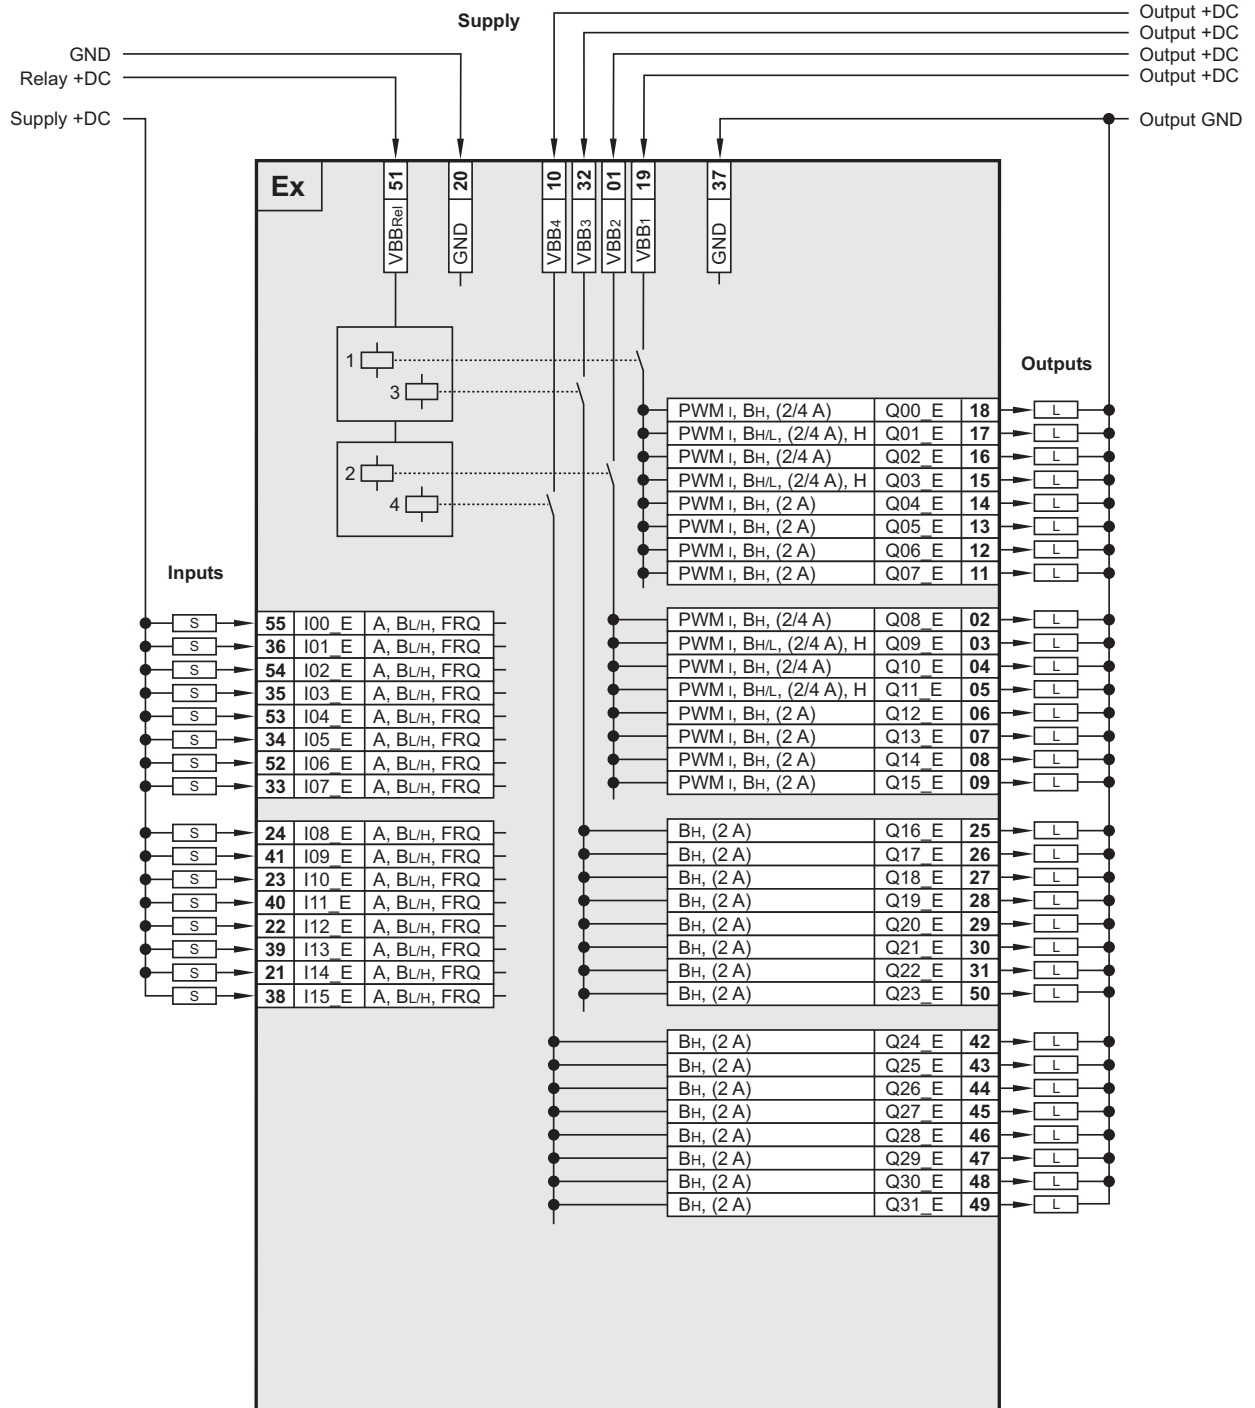 Supply
Output +DC
Output +DC
Output +DC
Output +DC
GND
Relay +DC
Supply +DC
Output GND
Ex
51 VBBRel
20 GND
10 VBB4
32 VBB3
01 VBB2
19 VBB1
37 GND
1
3
2
4
Outputs
PWM I, BH, (2/4 A) Q00_E 18 L
PWM I, BH/L, (2/4 A), H Q01_E 17 L
PWM I, BH, (2/4 A) Q02_E 16 L
PWM I, BH/L, (2/4 A), H Q03_E 15 L
PWM I, BH, (2 A) Q04_E 14 L
PWM I, BH, (2 A) Q05_E 13 L
PWM I, BH, (2 A) Q06_E 12 L
PWM I, BH, (2 A) Q07_E 11 L
PWM I, BH, (2/4 A) Q08_E 02 L
PWM I, BH/L, (2/4 A), H Q09_E 03 L
PWM I, BH, (2/4 A) Q10_E 04 L
PWM I, BH/L, (2/4 A), H Q11_E 05 L
PWM I, BH, (2 A) Q12_E 06 L
PWM I, BH, (2 A) Q13_E 07 L
PWM I, BH, (2 A) Q14_E 08 L
PWM I, BH, (2 A) Q15_E 09 L
BH, (2 A) Q16_E 25 L
BH, (2 A) Q17_E 26 L
BH, (2 A) Q18_E 27 L
BH, (2 A) Q19_E 28 L
BH, (2 A) Q20_E 29 L
BH, (2 A) Q21_E 30 L
BH, (2 A) Q22_E 31 L
BH, (2 A) Q23_E 50 L
BH, (2 A) Q24_E 42 L
BH, (2 A) Q25_E 43 L
BH, (2 A) Q26_E 44 L
BH, (2 A) Q27_E 45 L
BH, (2 A) Q28_E 46 L
BH, (2 A) Q29_E 47 L
BH, (2 A) Q30_E 48 L
BH, (2 A) Q31_E 49 L
Inputs
S 55 I00_E A, BL/H, FRQ
S 36 I01_E A, BL/H, FRQ
S 54 I02_E A, BL/H, FRQ
S 35 I03_E A, BL/H, FRQ
S 53 I04_E A, BL/H, FRQ
S 34 I05_E A, BL/H, FRQ
S 52 I06_E A, BL/H, FRQ
S 33 I07_E A, BL/H, FRQ
S 24 I08_E A, BL/H, FRQ
S 41 I09_E A, BL/H, FRQ
S 23 I10_E A, BL/H, FRQ
S 40 I11_E A, BL/H, FRQ
S 22 I12_E A, BL/H, FRQ
S 39 I13_E A, BL/H, FRQ
S 21 I14_E A, BL/H, FRQ
S 38 I15_E A, BL/H, FRQ